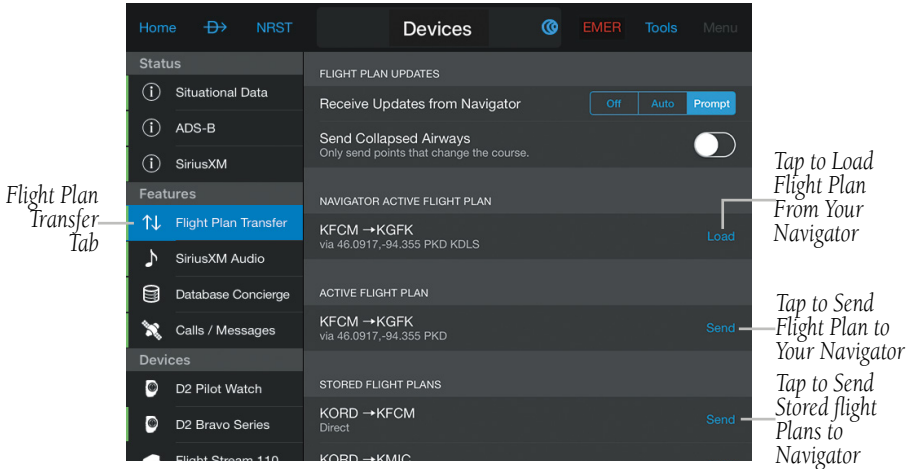 Home
NRST
Devices
EMER
Tools
Menu
Status
Situational Data
ADS-B
SiriusXM
Features
Flight Plan Transfer
SiriusXM Audio
Database Concierge
Calls / Messages
Devices
D2 Pilot Watch
D2 Bravo Series
Flight Stream 110
FLIGHT PLAN UPDATES
Receive Updates from Navigator
Off
Auto
Prompt
Send Collapsed Airways
Only send points that change the course.
NAVIGATOR ACTIVE FLIGHT PLAN
KFCM →KGFK
via 46.0917,-94.355 PKD KDLS
Load
ACTIVE FLIGHT PLAN
KFCM →KGFK
via 46.0917,-94.355 PKD
Send
STORED FLIGHT PLANS
KORD →KFCM
Direct
Send
KORD →KMIC
Flight Plan
Transfer
Tab
Tap to Load
Flight Plan
From Your
Navigator
Tap to Send
Flight Plan to
Your Navigator
Tap to Send
Stored flight
Plans to
Navigator